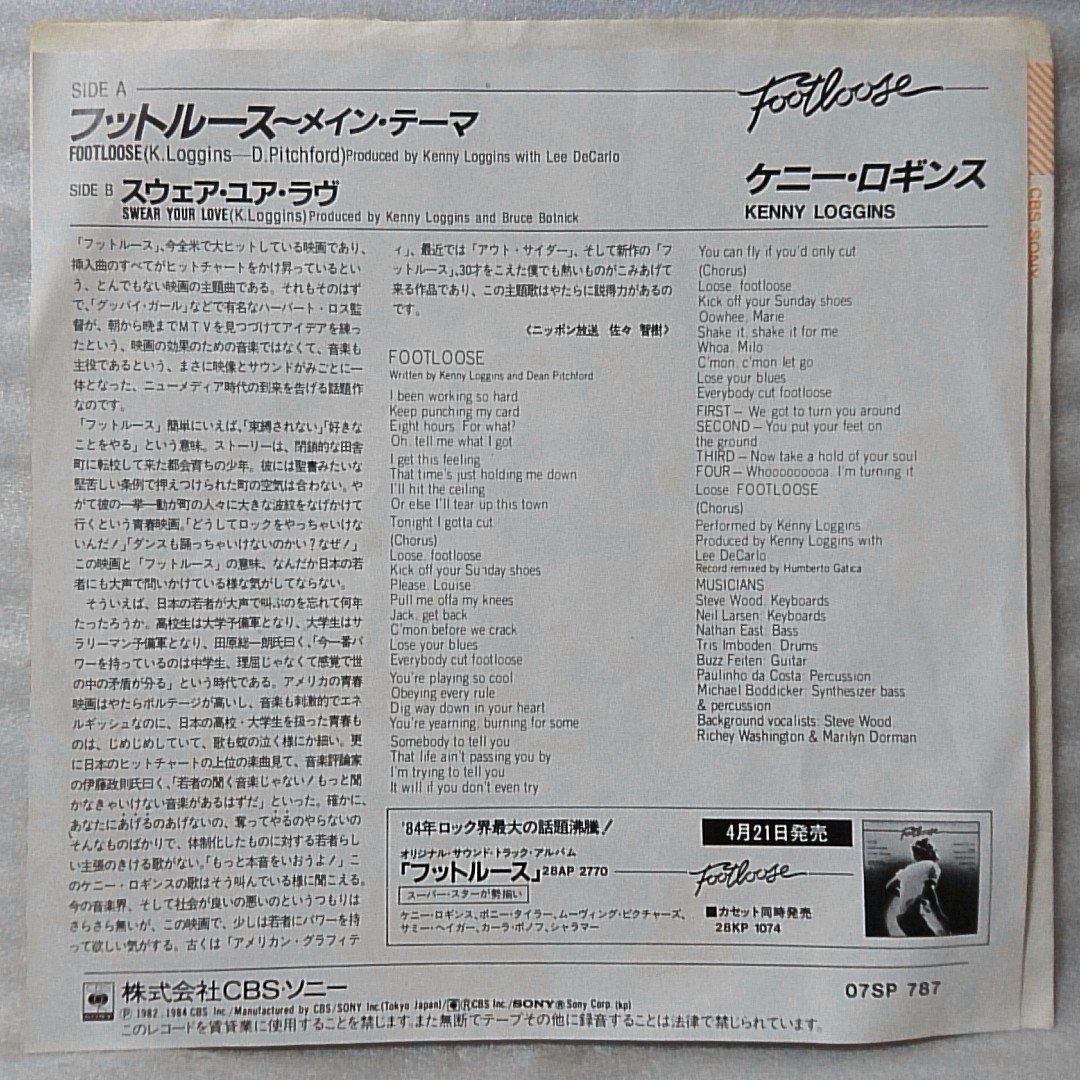 SIDE A
フットルース〜メイン・テーマ
FOOTLOOSE(K.Loggins—D.Pitchford)Produced by Kenny Loggins with Lee DeCarlo
SIDE B スウェア・ユア・ラヴ
SWEAR YOUR LOVE(K.Loggins)Produced by Kenny Loggins and Bruce Botnick
Footloose
ケニー・ロギンス
KENNY LOGGINS
CBS SONY
「フットルース」、今全米で大ヒットしている映画であり、
挿入曲のすべてがヒットチャートをかけ昇っているとい
う、とんでもない映画の主題曲である。それもそのはず
で、「グッバイ・ガール」などで有名なハーバート・ロス監
督が、朝から晩までMTVを見つづけてアイデアを練っ
たという、映画の効果のための音楽ではなくて、音楽も
主役であるという、まさに映像とサウンドがみごとに一
体となった、ニューメディア時代の到来を告げる話題作
なのです。
「フットルース」簡単にいえば、「束縛されない」「好きな
ことをやる」という意味。ストーリーは、閉鎖的な田舎
町に転校して来た都会育ちの少年。彼には聖書みたいな
堅苦しい条例で押えつけられた町の空気は合わない。や
がて彼の一挙一動が町の人々に大きな波紋をなげかけて
行くという青春映画。「どうしてロックをやっちゃいけな
いんだ!」「ダンスも踊っちゃいけないのかい?なぜ!」
この映画と「フットルース」の意味、なんだか日本の若
者にも大声で問いかけている様な気がしてならない。
そういえば、日本の若者が大声で叫ぶのを忘れて何年
たったろうか。高校生は大学予備軍となり、大学生はサ
ラリーマン予備軍となり、田原総一朗氏曰く、「今一番パ
ワーを持っているのは中学生、理屈じゃなくて感覚で世
の中の矛盾が分る」という時代である。アメリカの青春
映画はやたらボルテージが高いし、音楽も刺激的でエネ
ルギッシュなのに、日本の高校・大学生を扱った青春も
のは、じめじめしていて、歌も蚊の泣く様にか細い。更
に日本のヒットチャートの上位の楽曲見て、音楽評論家
の伊藤政則氏曰く、「若者の聞く音楽じゃない!もっと聞
かなきゃいけない音楽があるはずだ」といった。確かに、
あなたにあげるのあげないの、奪ってやるのやらないの
そんなものばかりで、体制化したものに対する若者らし
い主張のきける歌がない。「もっと本音をいおうよ!」こ
のケニー・ロギンスの歌はそう叫んでいる様に聞こえる。
今の音楽界、そして社会が良いの悪いのというつもりは
さらさら無いが、この映画で、少しは若者にパワーを持
って欲しい気がする。古くは「アメリカン・グラフィテ
ィ」、最近では「アウト・サイダー」、そして新作の「フ
ットルース」、30才をこえた僕でも熱いものがこみあげて
来る作品であり、この主題歌はやたらに説得力があるの
です。
〈ニッポン放送 佐々智樹〉
FOOTLOOSE
Written by Kenny Loggins and Dean Pitchford
I been working so hard
Keep punching my card
Eight hours. For what?
Oh, tell me what I got
I get this feeling
That time's just holding me down
I'll hit the ceiling
Or else I'll tear up this town
Tonight I gotta cut
(Chorus)
Loose, footloose
Kick off your Sunday shoes
Please, Louise
Pull me offa my knees
Jack, get back
C'mon before we crack
Lose your blues
Everybody cut footloose
You're playing so cool
Obeying every rule
Dig way down in your heart
You're yearning, burning for some
Somebody to tell you
That life ain't passing you by
I'm trying to tell you
It will if you don't even try
You can fly if you'd only cut
(Chorus)
Loose, footloose
Kick off your Sunday shoes
Oowhee, Marie
Shake it, shake it for me
Whoa, Milo
C'mon, c'mon let go
Lose your blues
Everybody cut footloose
FIRST — We got to turn you around
SECOND — You put your feet on
the ground
THIRD — Now take a hold of your soul
FOUR — Whooooooooa. I'm turning it
Loose FOOTLOOSE
(Chorus)
Performed by Kenny Loggins
Produced by Kenny Loggins with
Lee DeCarlo
Record remixed by Humberto Gatica
MUSICIANS
Steve Wood: Keyboards
Neil Larsen: Keyboards
Nathan East: Bass
Tris Imboden: Drums
Buzz Feiten: Guitar
Paulinho da Costa: Percussion
Michael Boddicker: Synthesizer bass
& percussion
Background vocalists: Steve Wood
Richey Washington & Marilyn Dorman
'84年ロック界最大の話題沸騰!
オリジナル・サウンド・トラック・アルバム
「フットルース」28AP 2770
スーパー・スターが勢揃い
ケニー・ロギンス、ボニー・タイラー、ムーヴィング・ピクチャーズ、
サミー・ヘイガー、カーラ・ボノフ、シャラマー
4月21日発売
Footloose
■カセット同時発売
28KP 1074
Footloose
SONY
株式会社CBS・ソニー
Ⓟ 1982, 1984 CBS Inc./Manufactured by CBS/SONY Inc.(Tokyo Japan)/ⓇCBS Inc./SONY®Sony Corp. (kp)
このレコードを賃貸業に使用することを禁じます。また無断でテープその他に録音することは法律で禁じられています。
07SP 787